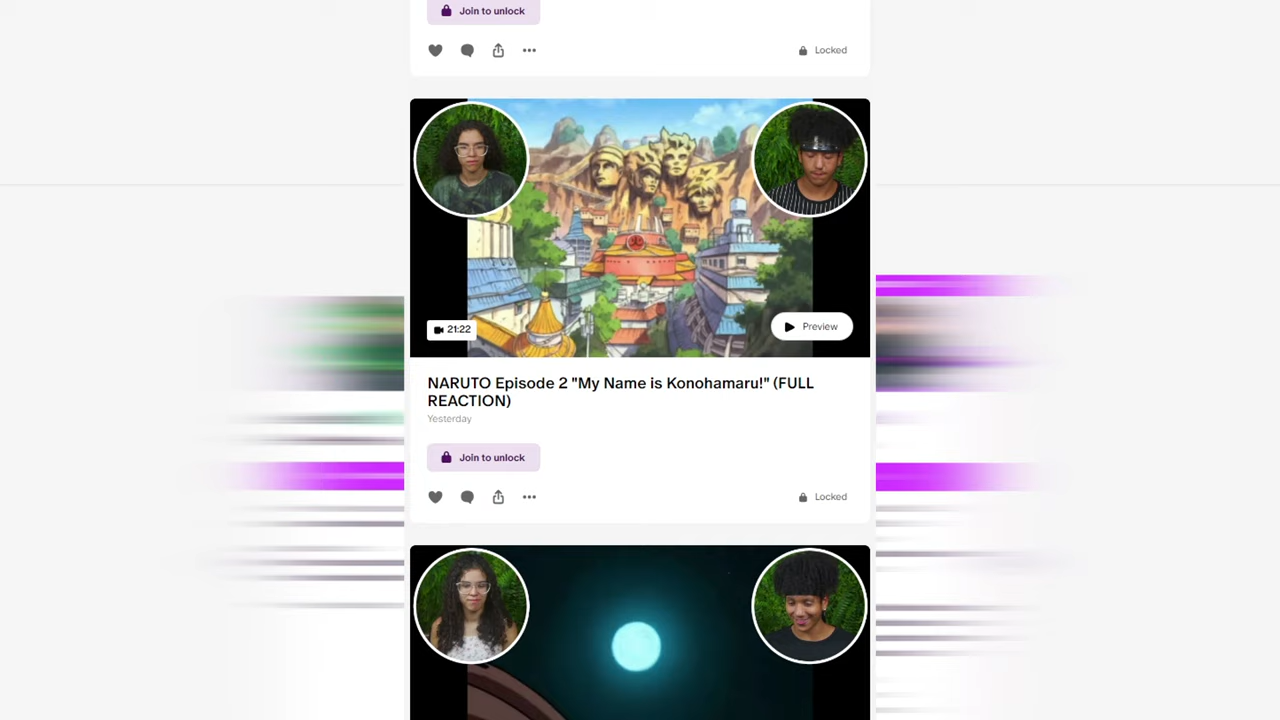 Join to unlock
Locked
21:22
Preview
NARUTO Episode 2 "My Name is Konohamaru!" (FULL
REACTION)
Yesterday
Join to unlock
Locked